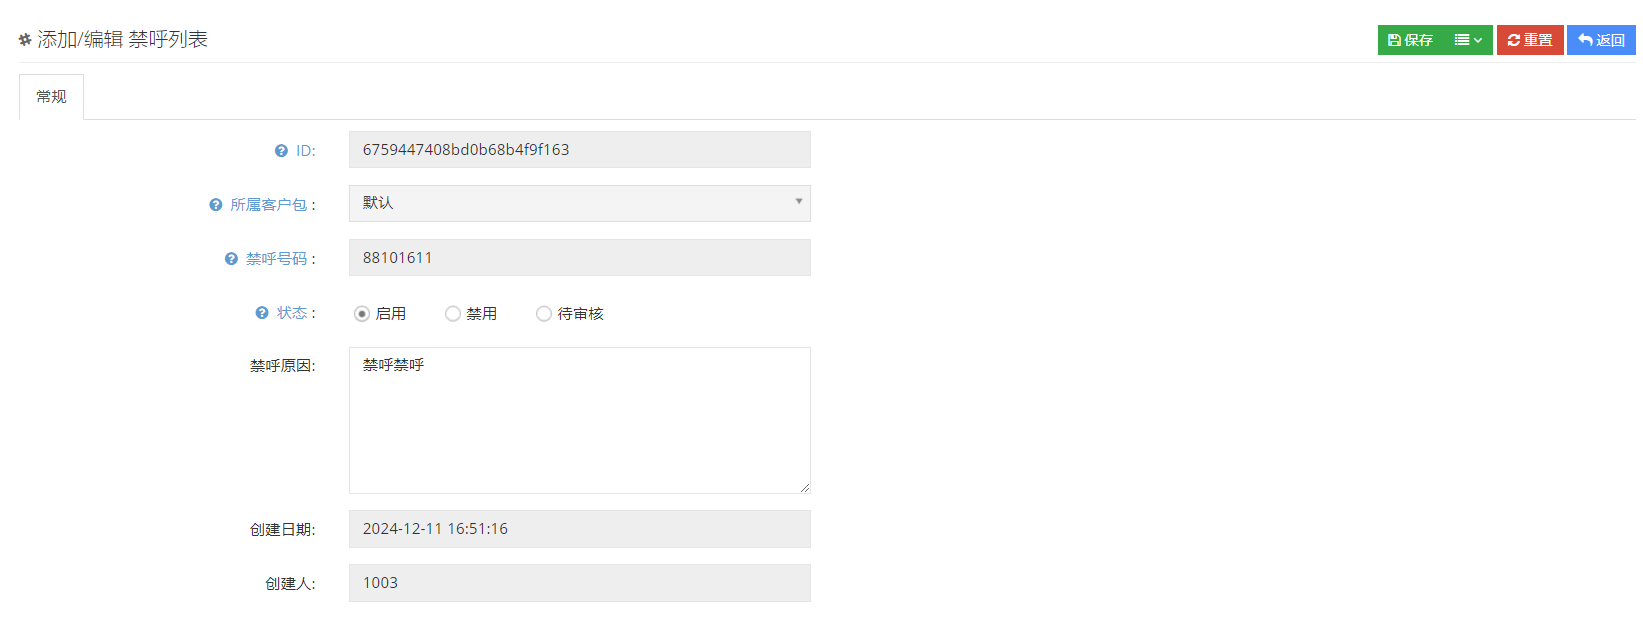 添加/编辑 禁呼列表
保存 重置 返回
常规
ID: 6759447408bd0b68b4f9f163
所属客户包 : 默认
禁呼号码 : 88101611
状态 : 启用 禁用 待审核
禁呼原因: 禁呼禁呼
创建日期: 2024-12-11 16:51:16
创建人: 1003